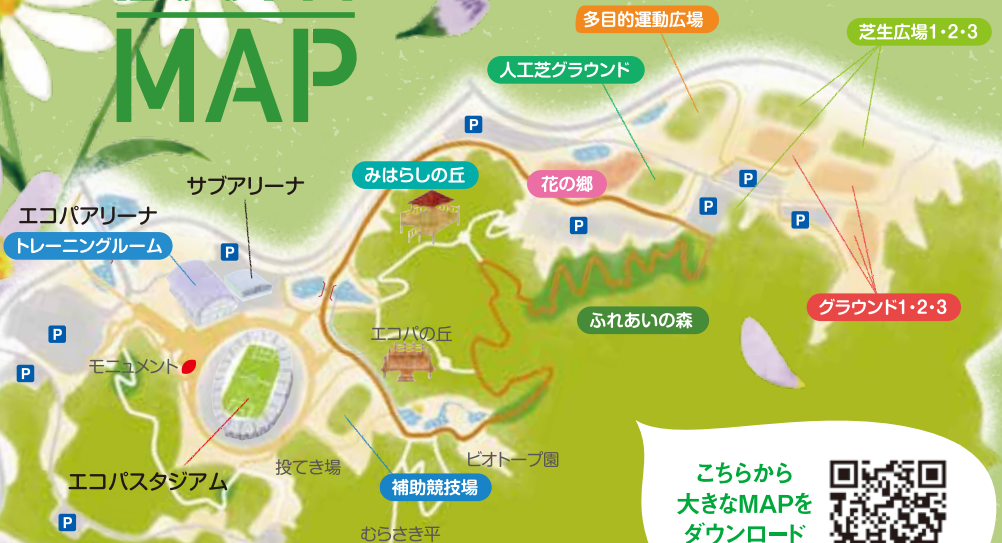 MAP
多目的運動広場
芝生広場1・2・3
人工芝グラウンド
P
みはらしの丘
花の郷
サブアリーナ
P
エコパアリーナ
P
P
P
トレーニングルーム
P
グラウンド1・2・3
ふれあいの森
エコパの丘
P
モニュメント
P
ビオトープ園
投てき場
エコパスタジアム
補助競技場
P
むらさき平
こちらから
大きなMAPを
ダウンロード